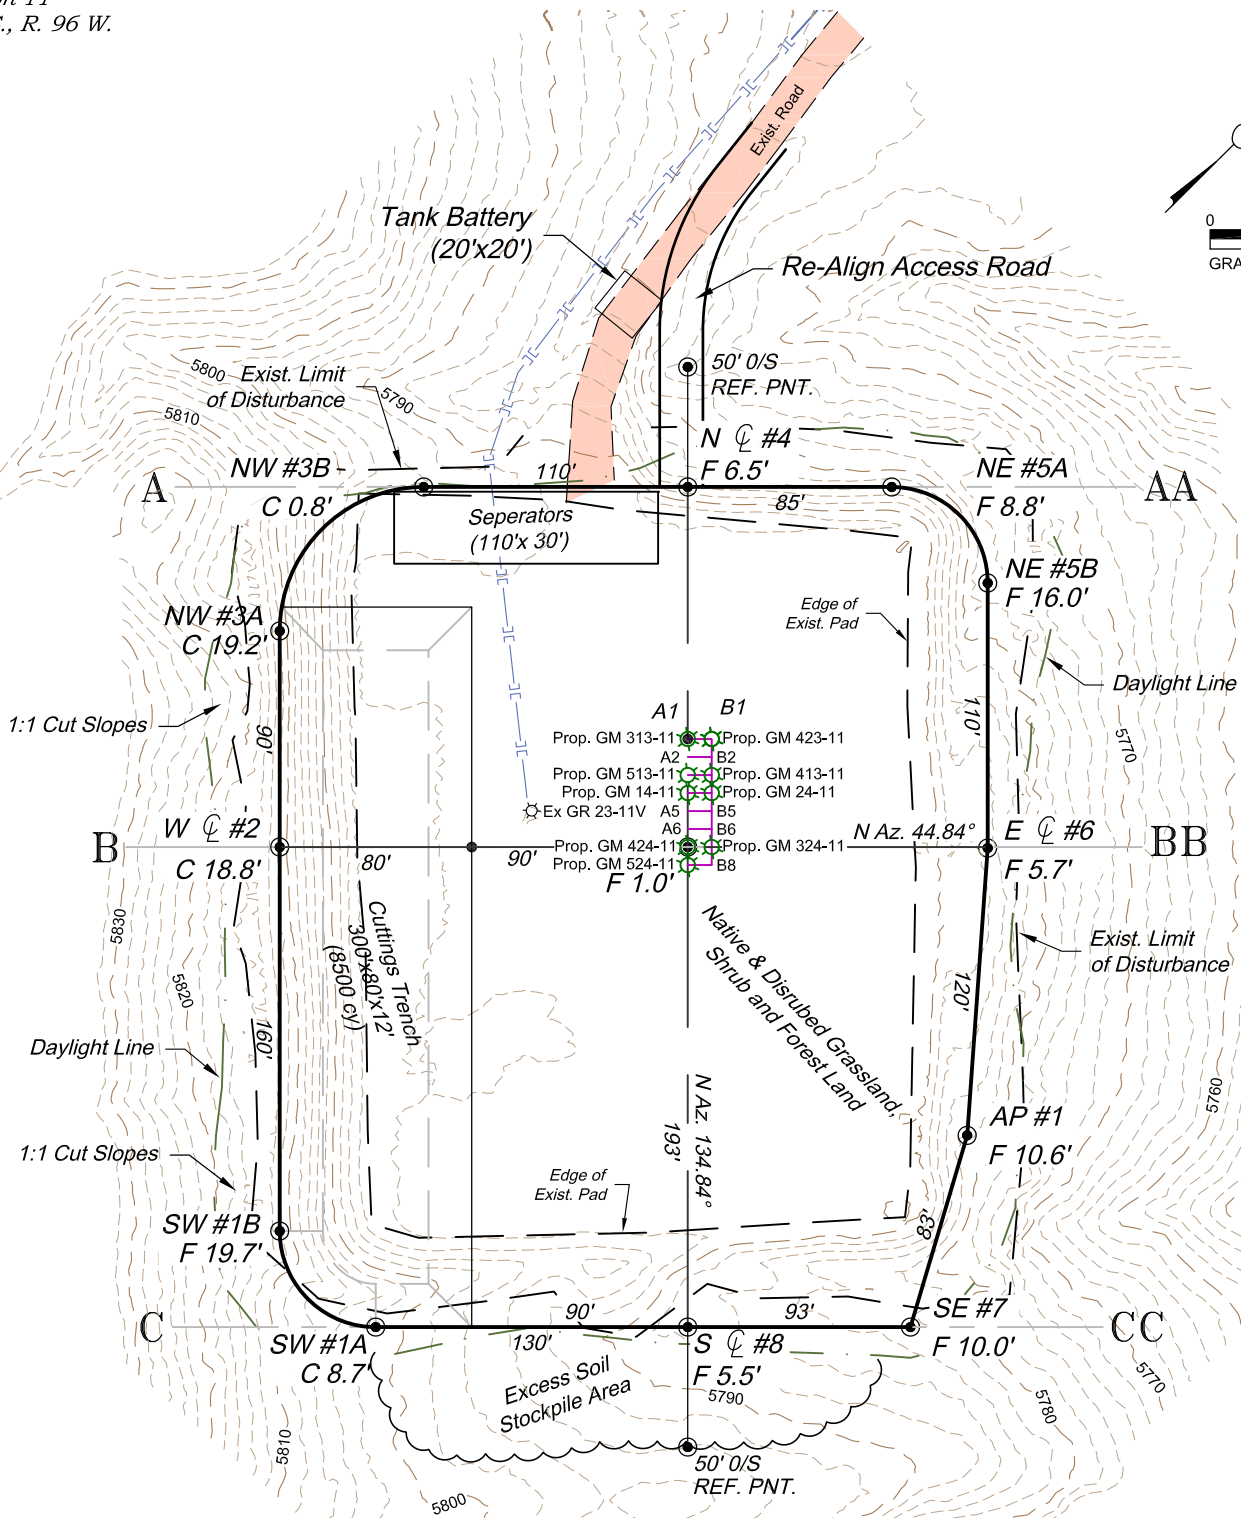 R. 96 W.
Exist. Road
0
Tank Battery
(20'x20')
Re-Align Access Road
GRA
50' 0/S
REF. PNT.
5800
Exist. Limit
of Disturbance
5790
5810
N ℄ #4
F 6.5'
NW #3B
C 0.8'
110'
85'
NE #5A
F 8.8'
A
AA
Seperators
(110'x 30')
NE #5B
F 16.0'
Edge of
Exist. Pad
NW #3A
C 19.2'
Daylight Line
1:1 Cut Slopes
90'
110'
5770
A1
B1
Prop. GM 313-11
Prop. GM 423-11
A2
B2
Prop. GM 513-11
Prop. GM 413-11
Prop. GM 14-11
Prop. GM 24-11
Ex GR 23-11V
A5
B5
A6
B6
Prop. GM 424-11
Prop. GM 324-11
Prop. GM 524-11
B8
F 1.0'
N Az. 44.84°
W ℄ #2
C 18.8'
E ℄ #6
F 5.7'
B
BB
80'
90'
5830
5820
Cuttings Trench
300'x80'x12'
(8500 cy)
Native & Disrubed Grassland,
Shrub and Forest Land
Exist. Limit
of Disturbance
120'
160'
Daylight Line
N Az. 134.84°
193'
5760
AP #1
F 10.6'
1:1 Cut Slopes
Edge of
Exist. Pad
83'
SW #1B
F 19.7'
C
CC
90'
93'
SE #7
F 10.0'
SW #1A
C 8.7'
130'
S ℄ #8
F 5.5'
Excess Soil
Stockpile Area
5790
5770
5780
5810
5800
50' 0/S
REF. PNT.